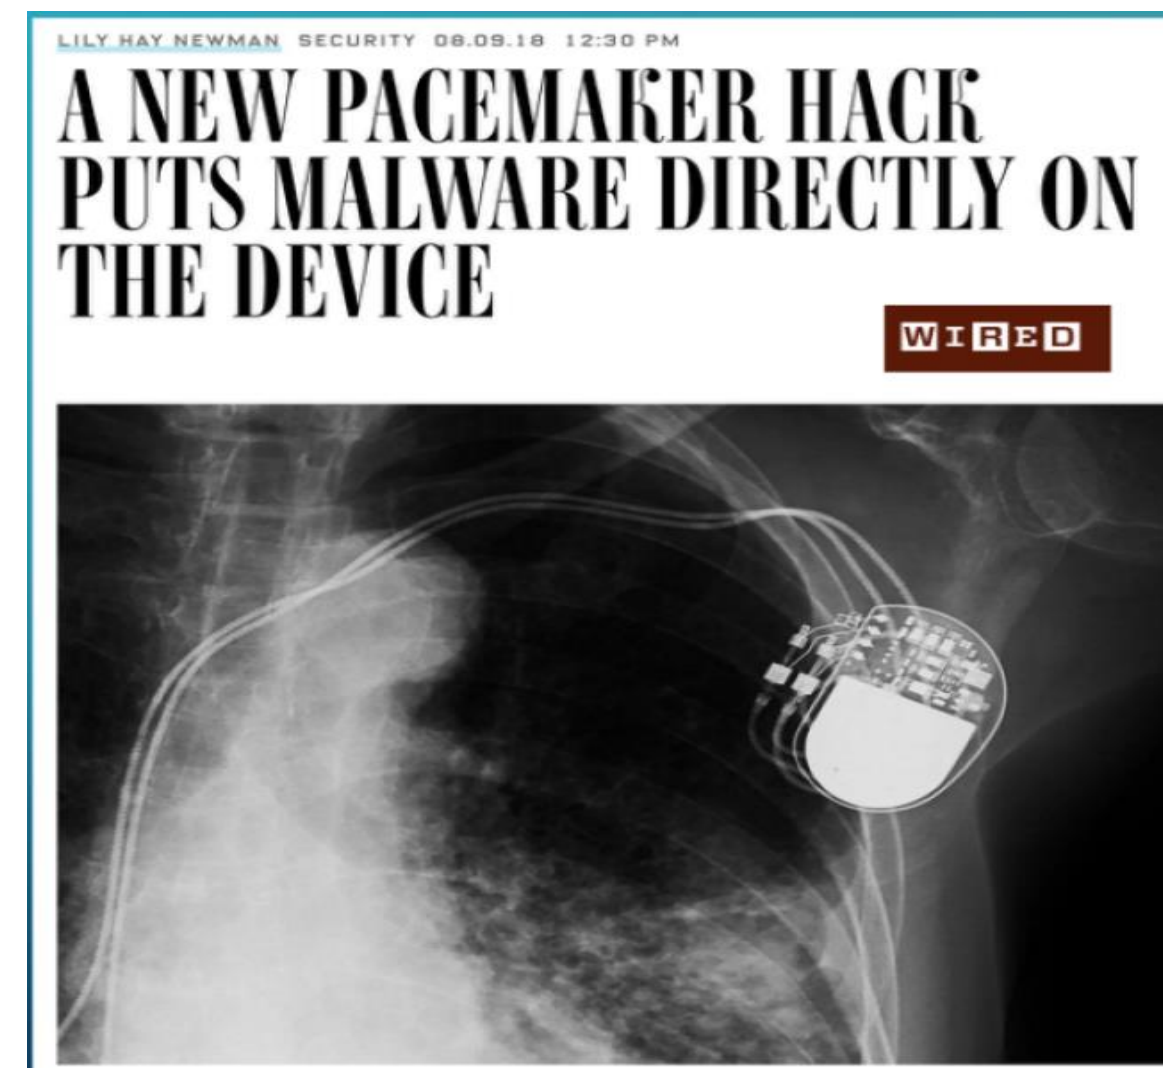 LILY HAY NEWMAN SECURITY 08.09.18 12:30 PM
A NEW PACEMAKER HACK
PUTS MALWARE DIRECTLY ON
THE DEVICE
WIRED